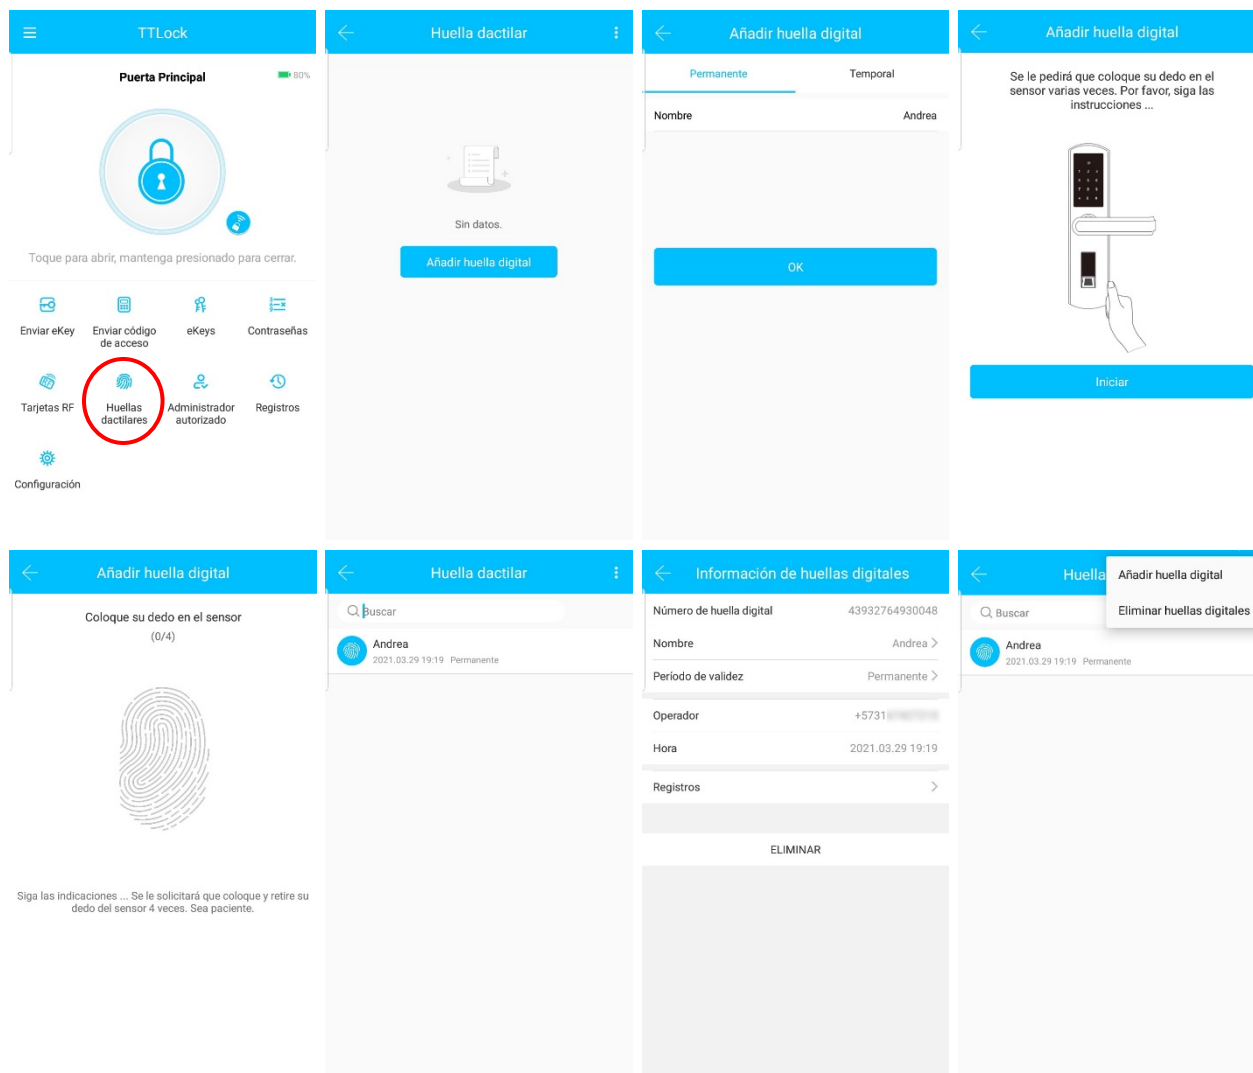 TTLock
Puerta Principal
80%
Toque para abrir, mantenga presionado para cerrar.
Enviar eKey
Enviar código
de acceso
eKeys
Contraseñas
Tarjetas RF
Huellas
dactilares
Administrador
autorizado
Registros
Configuración
Huella dactilar
Sin datos.
Añadir huella digital
Añadir huella digital
Permanente
Temporal
Nombre
Andrea
OK
Añadir huella digital
Se le pedirá que coloque su dedo en el
sensor varias veces. Por favor, siga las
instrucciones ...
Iniciar
Añadir huella digital
Coloque su dedo en el sensor
(0/4)
Siga las indicaciones ... Se le solicitará que coloque y retire su
dedo del sensor 4 veces. Sea paciente.
Huella dactilar
Buscar
Andrea
2021.03.29 19:19 Permanente
Información de huellas digitales
Número de huella digital 43932764930048
Nombre Andrea
Período de validez Permanente
Operador +5731
Hora 2021.03.29 19:19
Registros
ELIMINAR
Huella
Añadir huella digital
Eliminar huellas digitales
Buscar
Andrea
2021.03.29 19:19 Permanente